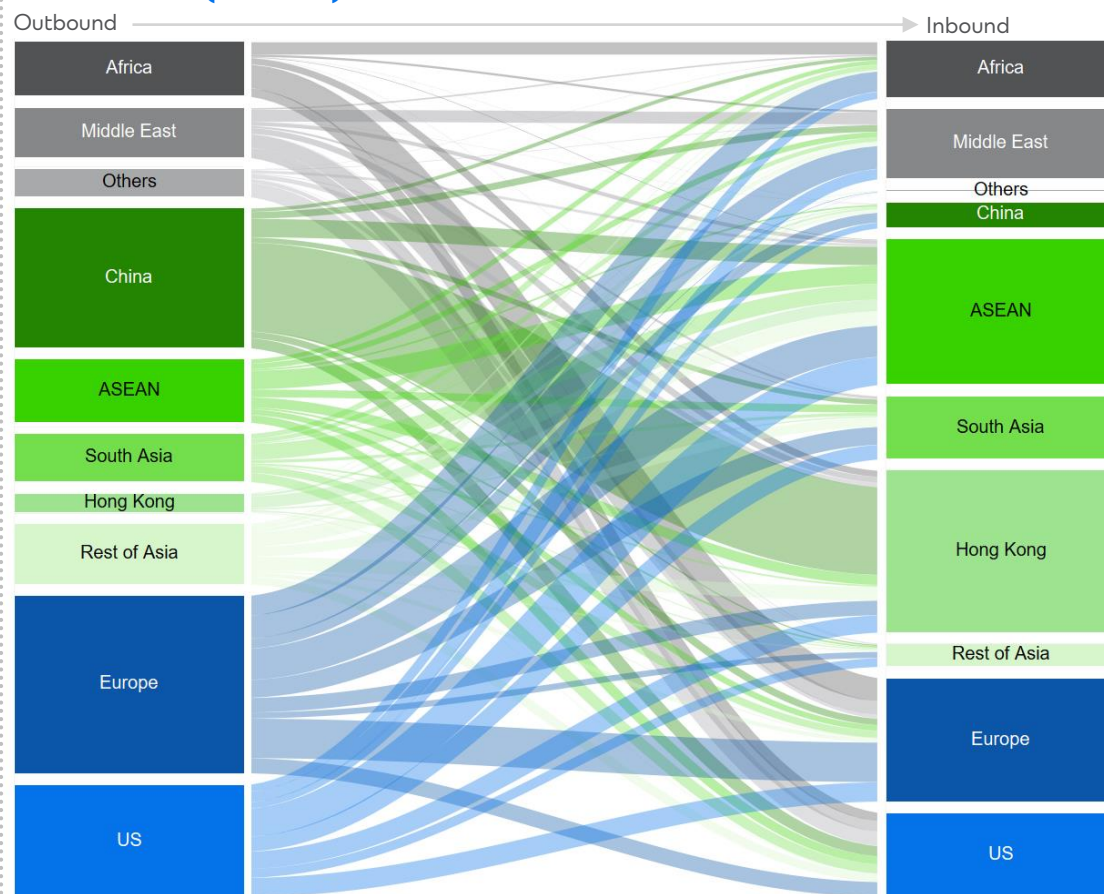 Outbound
Inbound
Africa
Middle East
Others
China
ASEAN
South Asia
Hong Kong
Rest of Asia
Europe
US
Africa
Middle East
Others
China
ASEAN
South Asia
Hong Kong
Rest of Asia
Europe
US